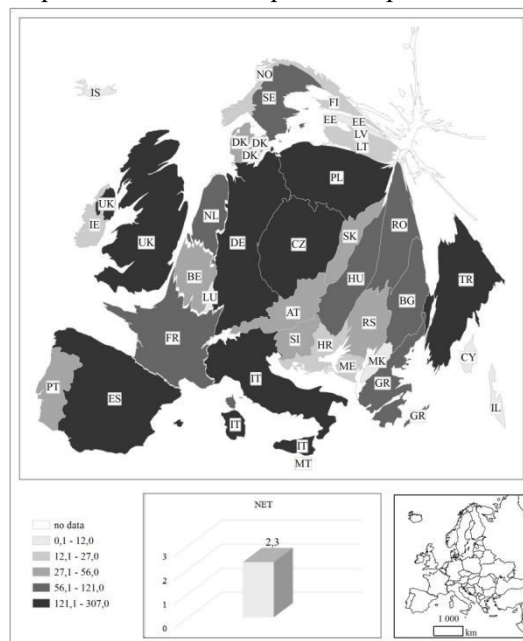 NO
IS
SE
FI
EE
EE
DK
DK
LV
DK
LT
UK
PL
NL
IE
UK
DE
CZ
SK
RO
BE
TR
LU
HU
BG
AT
RS
FR
SI
HR
ME
MK
CY
PT
ES
IT
GR
IL
IT
GR
IT
MT
no data
0,1 - 12,0
12,1 - 27,0
27,1 - 56,0
56,1 - 121,0
121,1 - 307,0
NET
2,3
3
2
1
0
1 000
km